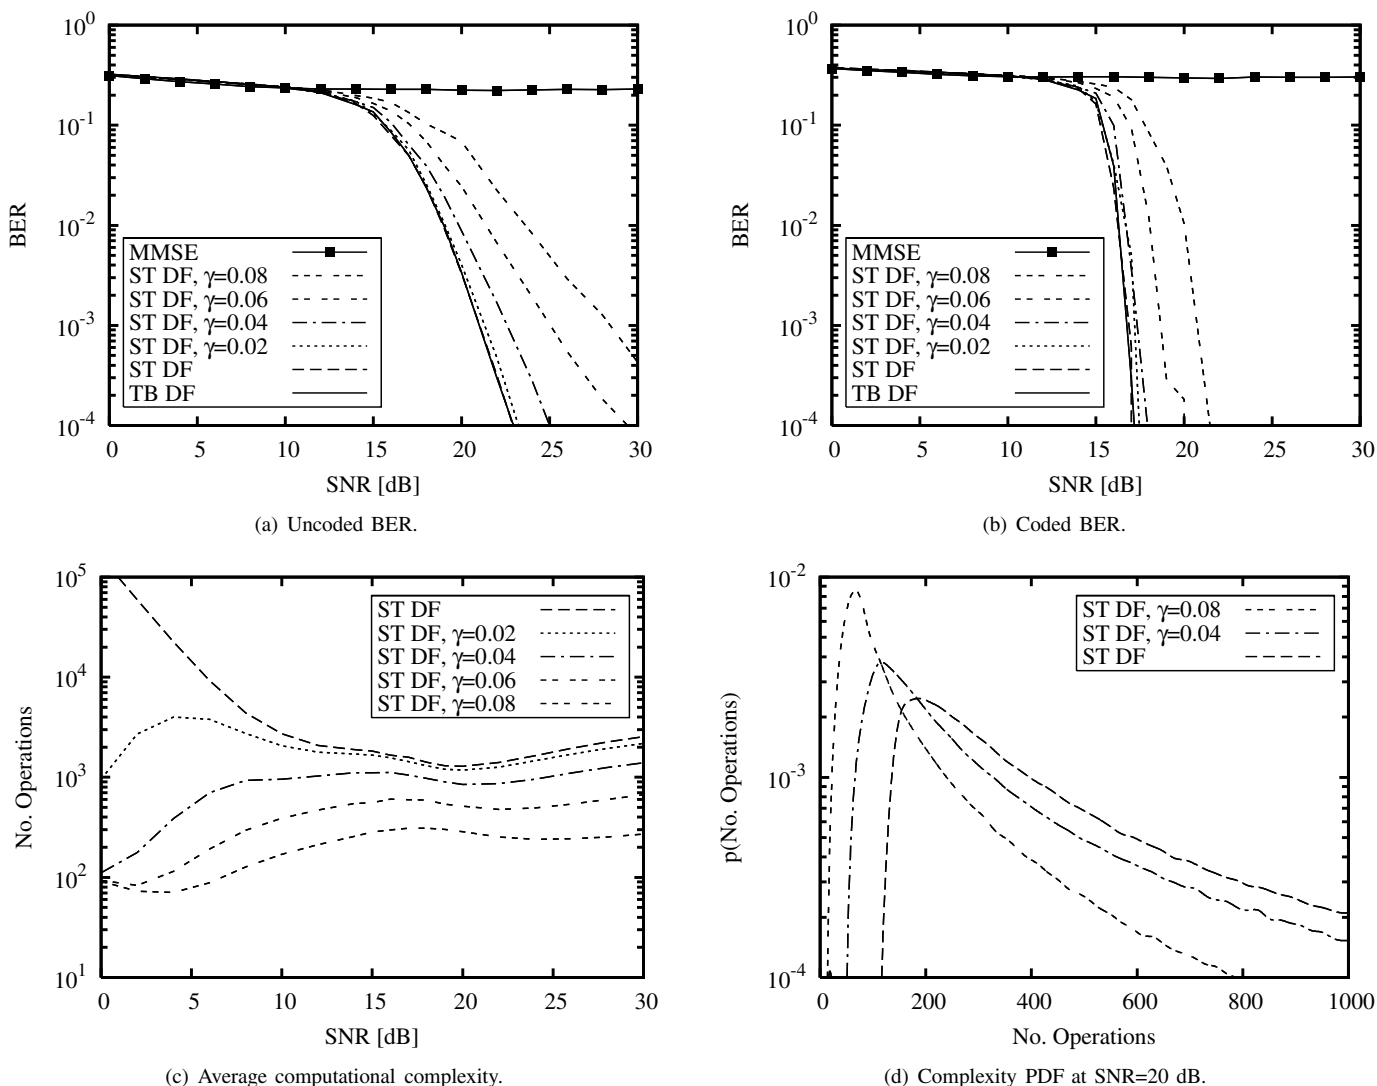 10^0
10^-1
10^-2
10^-3
10^-4
BER
MMSE
ST DF, γ=0.08
ST DF, γ=0.06
ST DF, γ=0.04
ST DF, γ=0.02
ST DF
TB DF
0 5 10 15 20 25 30
SNR [dB]
(a) Uncoded BER.
10^0
10^-1
10^-2
10^-3
10^-4
BER
MMSE
ST DF, γ=0.08
ST DF, γ=0.06
ST DF, γ=0.04
ST DF, γ=0.02
ST DF
TB DF
0 5 10 15 20 25 30
SNR [dB]
(b) Coded BER.
10^5
10^4
10^3
10^2
10^1
No. Operations
ST DF
ST DF, γ=0.02
ST DF, γ=0.04
ST DF, γ=0.06
ST DF, γ=0.08
0 5 10 15 20 25 30
SNR [dB]
(c) Average computational complexity.
10^-2
10^-3
10^-4
p(No. Operations)
ST DF, γ=0.08
ST DF, γ=0.04
ST DF
0 200 400 600 800 1000
No. Operations
(d) Complexity PDF at SNR=20 dB.